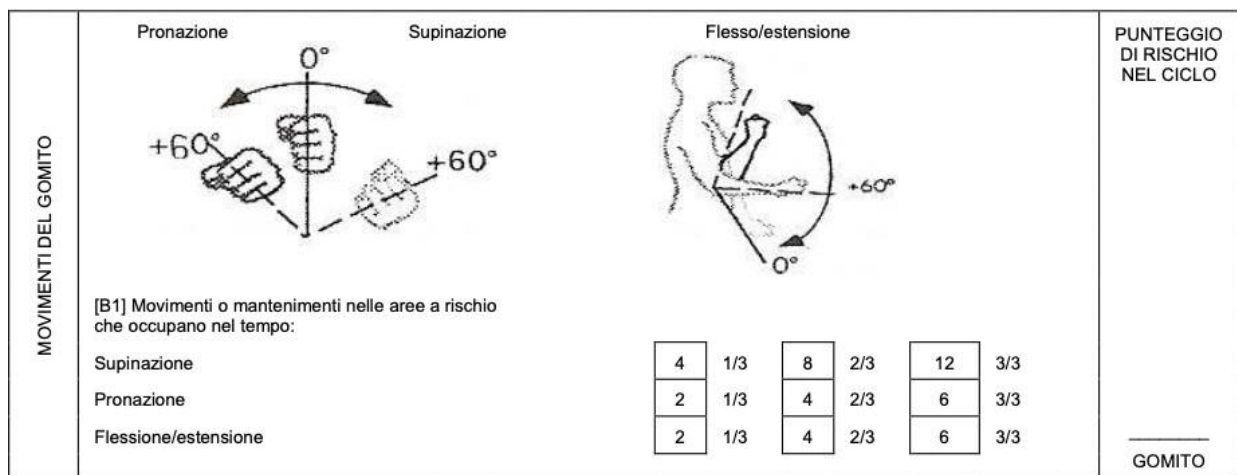 MOVIMENTI DEL GOMITO
Pronazione Supinazione Flesso/estensione
0°
+60° +60°
+60°
0°
[B1] Movimenti o mantenimenti nelle aree a rischio
che occupano nel tempo:
Supinazione 4 1/3 8 2/3 12 3/3
Pronazione 2 1/3 4 2/3 6 3/3
Flessione/estensione 2 1/3 4 2/3 6 3/3
PUNTEGGIO
DI RISCHIO
NEL CICLO
GOMITO